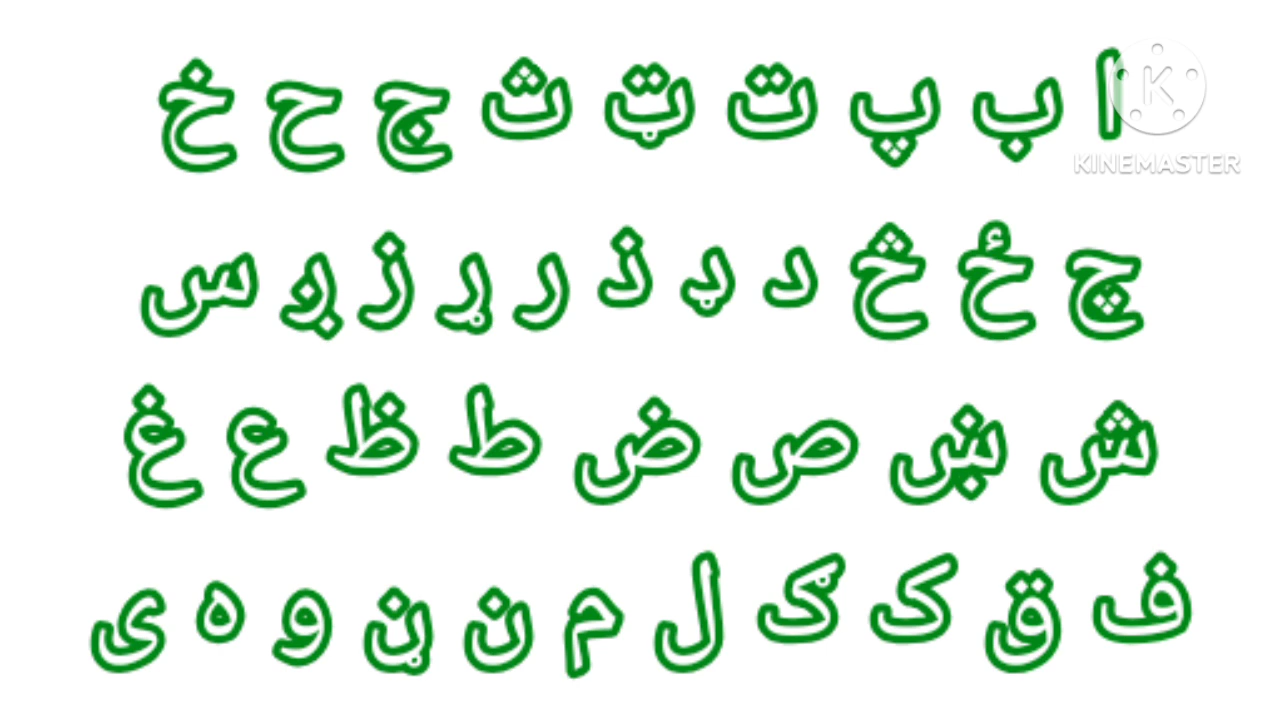 ا ب پ ت ټ ث ج ح خ
چ ځ څ د ډ ذ ر ړ ز ږ س
ش ښ ص ض ط ظ ع غ
ف ق ک ګ ل م ن ڼ و ه ی
KINEMASTER